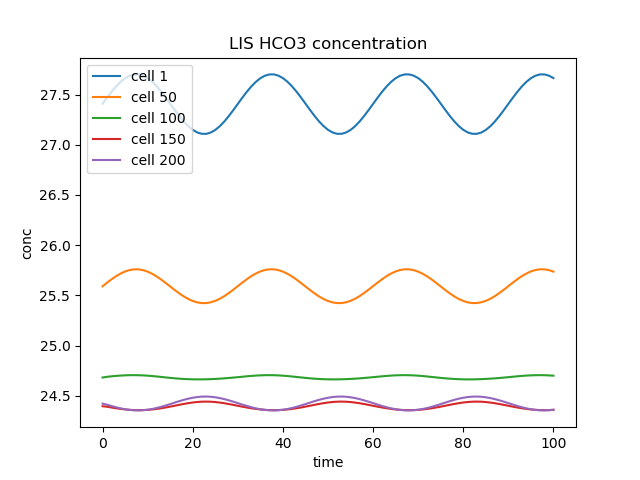 LIS HCO3 concentration
cell 1
cell 50
cell 100
cell 150
cell 200
conc
27.5
27.0
26.5
26.0
25.5
25.0
24.5
0
20
40
60
80
100
time